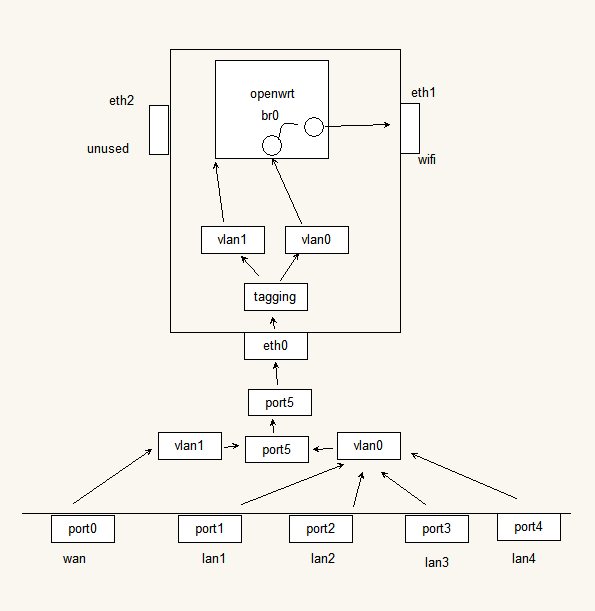 openwrt
br0
eth2
unused
eth1
wifi
vlan1
vlan0
tagging
eth0
port5
vlan1
port5
vlan0
port0
port1
port2
port3
port4
wan
lan1
lan2
lan3
lan4